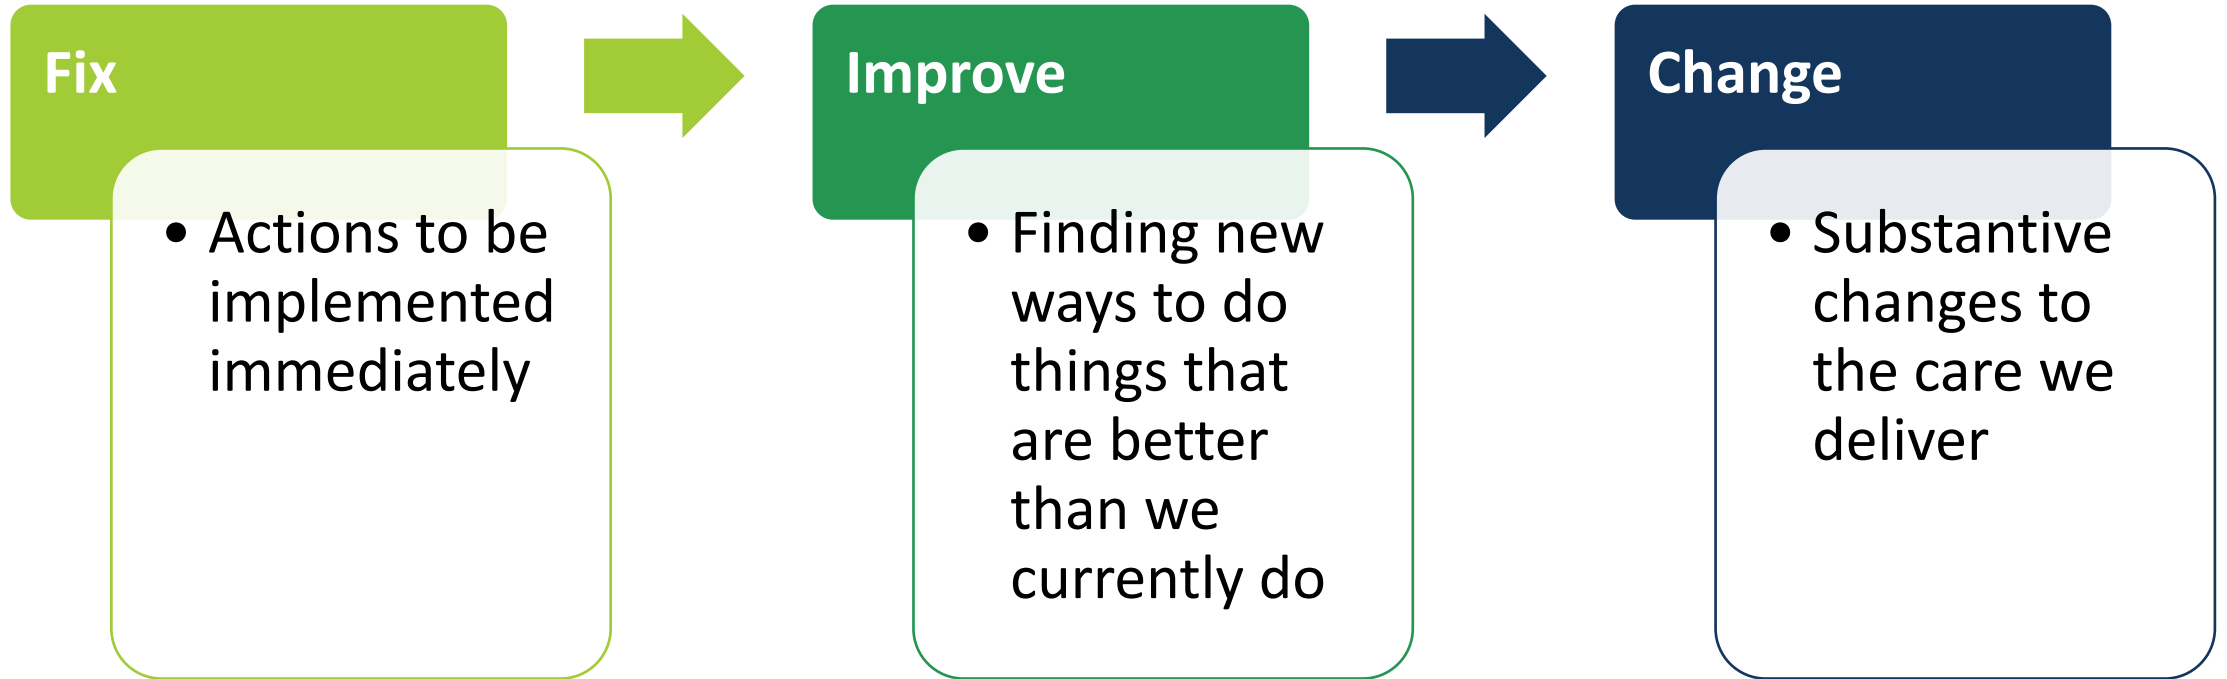 Fix
• Actions to be
implemented
immediately
Improve
• Finding new
ways to do
things that
are better
than we
currently do
Change
• Substantive
changes to
the care we
deliver